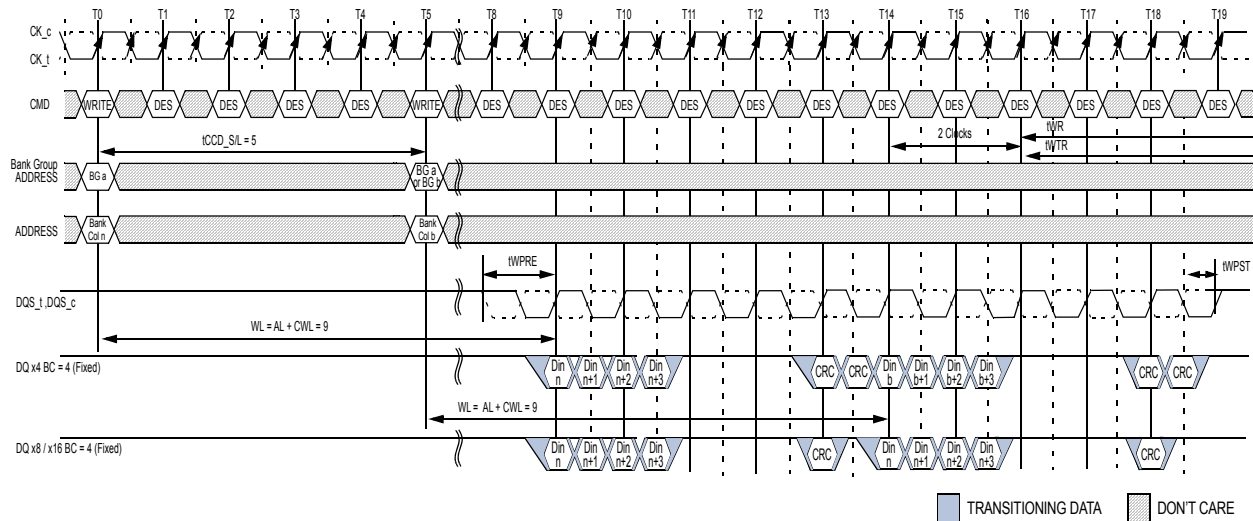 T0 T1 T2 T3 T4 T5 T8 T9 T10 T11 T12 T13 T14 T15 T16 T17 T18 T19
CK_c
CK_t
CMD WRITE DES DES DES DES WRITE DES DES DES DES DES DES DES DES DES DES DES DES
tCCD_S/L = 5
2 Clocks
tWR
tWTR
Bank Group
ADDRESS
BG a
BG a
or BG b
ADDRESS
Bank
Col n
Bank
Col b
tWPRE
tWPST
DQS_t ,DQS_c
WL = AL + CWL = 9
DQ x4 BC = 4 (Fixed)
Din n Din n+1 Din n+2 Din n+3 CRC CRC Din b Din b+1 Din b+2 Din b+3 CRC CRC
WL = AL + CWL = 9
DQ x8 / x16 BC = 4 (Fixed)
Din n Din n+1 Din n+2 Din n+3 CRC Din n Din n+1 Din n+2 Din n+3 CRC
TRANSITIONING DATA
DON'T CARE